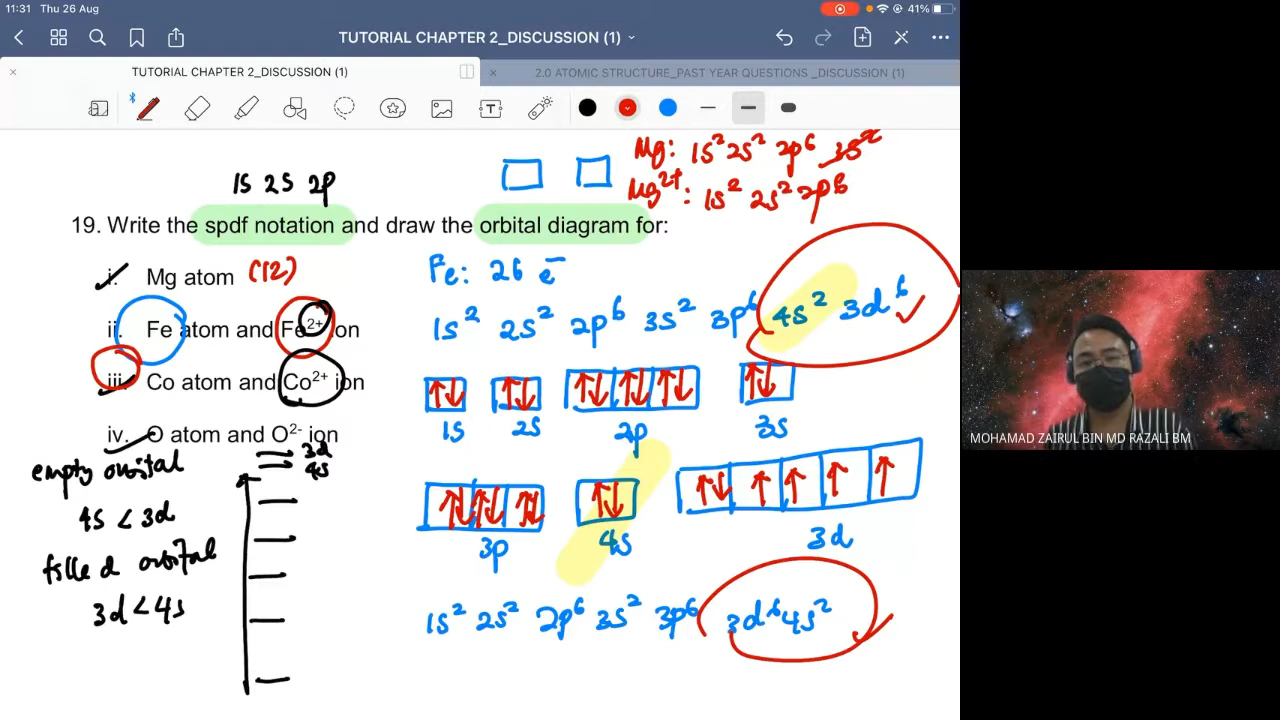 11:31 Thu 26 Aug
41%
TUTORIAL CHAPTER 2_DISCUSSION (1)
TUTORIAL CHAPTER 2_DISCUSSION (1)
2.0 ATOMIC STRUCTURE_PAST YEAR QUESTIONS _DISCUSSION (1)
Mg: 1s² 2s² 2p⁶ 3s²
Mg²⁺: 1s² 2s² 2p⁶
1s 2s 2p
19. Write the spdf notation and draw the orbital diagram for:
i. Mg atom (12)
ii. Fe atom and Fe²⁺ ion
iii. Co atom and Co²⁺ ion
iv. O atom and O²⁻ ion
Fe: 26 e⁻
1s² 2s² 2p⁶ 3s² 3p⁶ 4s² 3d⁶
1s 2s 2p 3s
3p 4s 3d
1s² 2s² 2p⁶ 3s² 3p⁶ 3d⁶ 4s²
empty orbital
4s < 3d
filled orbital
3d < 4s
3d
4s
MOHAMAD ZAIRUL BIN MD RAZALI BM